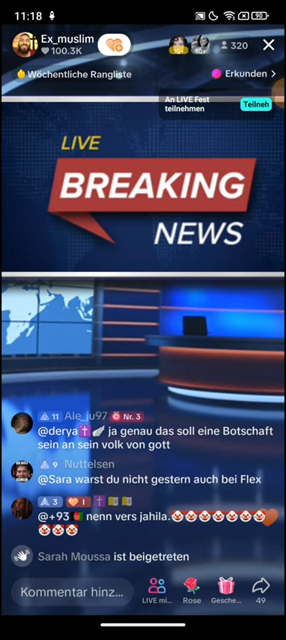 11:18
90
Ex_muslim
100.3K
320
Wöchentliche Rangliste
Erkunden >
An LIVE Fest
teilnehmen
Teilneh
LIVE
BREAKING
NEWS
11 Ale_ju97 Nr. 3
@derya✝️🪽 ja genau das soll eine Botschaft
sein an sein volk von gott
9 Nuttelsen
@Sara warst du nicht gestern auch bei Flex
3 1 ✝️
@+93🇦🇫nenn vers jahila.🤡🤡🤡🤡🤡🤡🤡
🤡🤡🤡
Sarah Moussa ist beigetreten
Kommentar hinz...
LIVE mi...
Rose
Gesche...
49